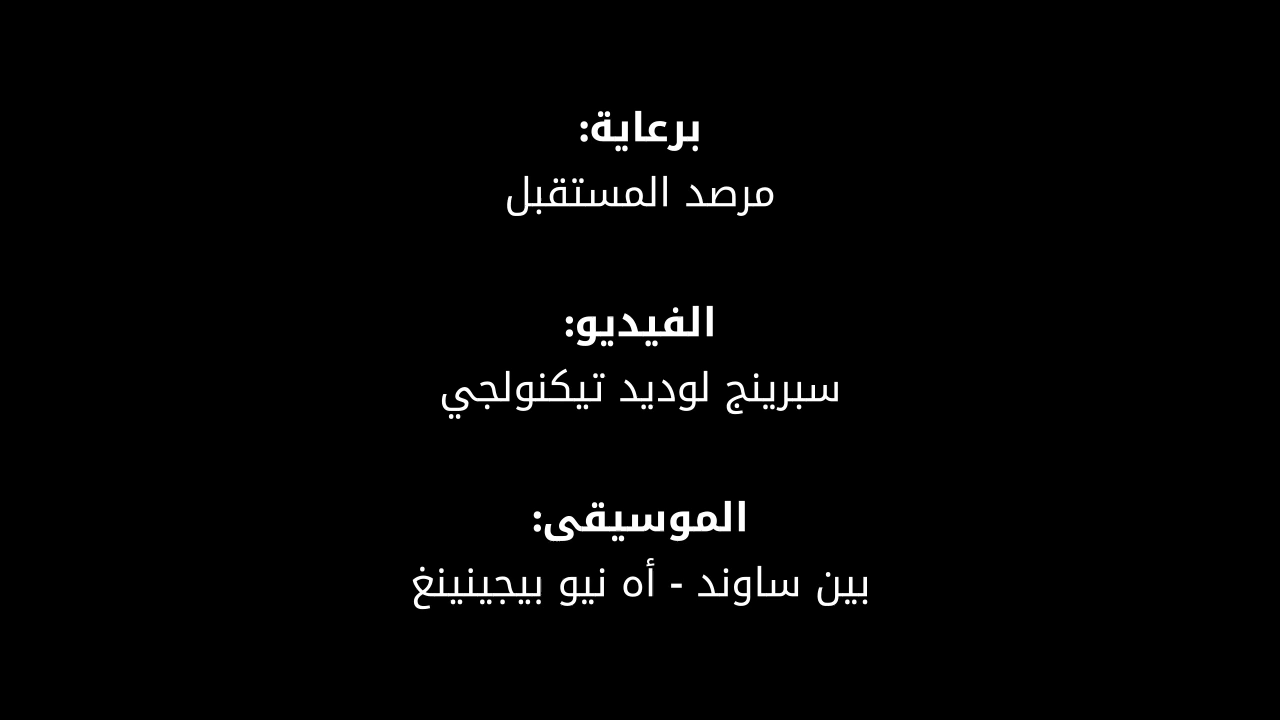 برعاية:
مرصد المستقبل
الفيديو:
سبرينج لوديد تيكنولجي
الموسيقى:
بين ساوند - أه نيو بيجينينغ